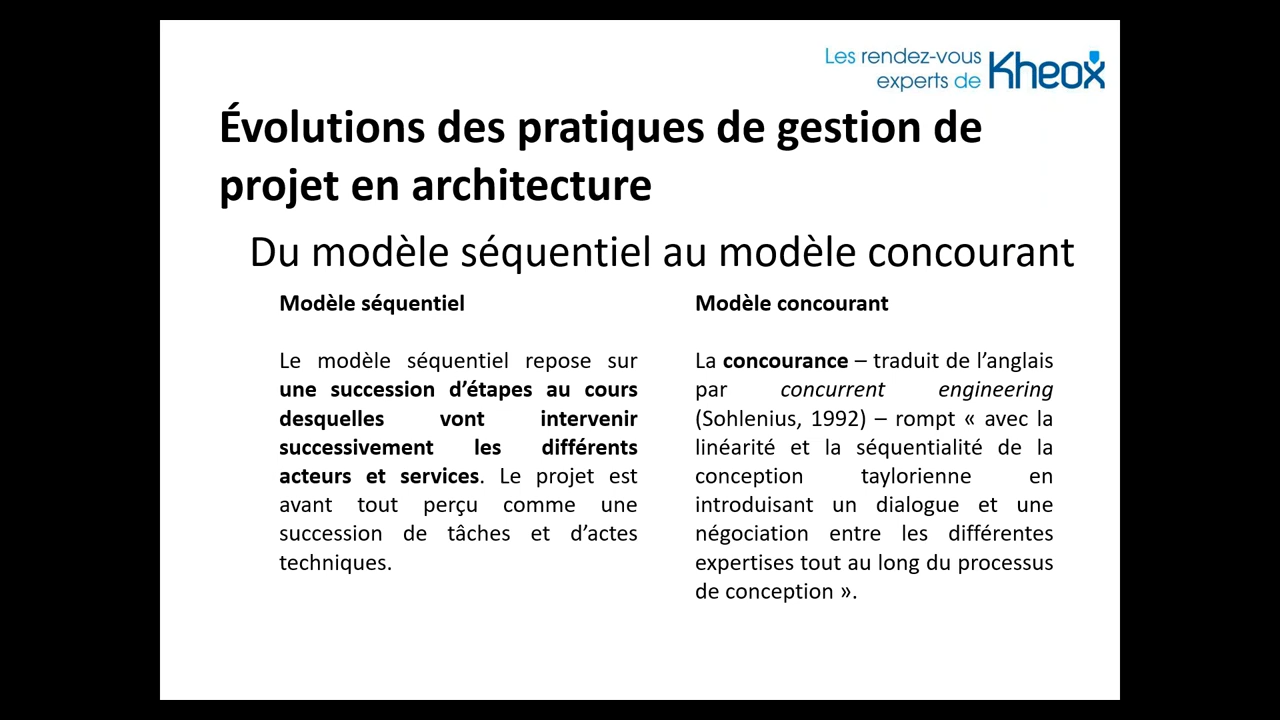 Les rendez-vous
experts de Kheox
Évolutions des pratiques de gestion de
projet en architecture
Du modèle séquentiel au modèle concourant
Modèle séquentiel
Le modèle séquentiel repose sur
une succession d’étapes au cours
desquelles vont intervenir
successivement les différents
acteurs et services. Le projet est
avant tout perçu comme une
succession de tâches et d’actes
techniques.
Modèle concourant
La concourance – traduit de l’anglais
par concurrent engineering
(Sohlenius, 1992) – rompt « avec la
linéarité et la séquentialité de la
conception taylorienne en
introduisant un dialogue et une
négociation entre les différentes
expertises tout au long du processus
de conception ».